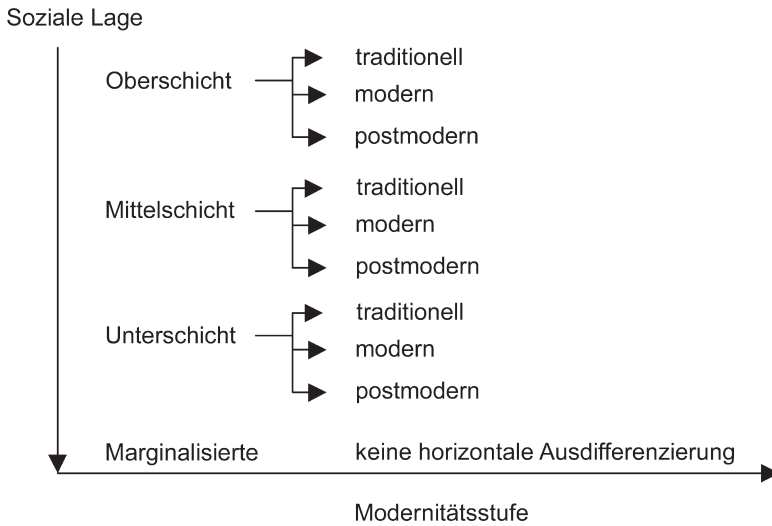 Soziale Lage
traditionell
Oberschicht
modern
postmodern
traditionell
Mittelschicht
modern
postmodern
traditionell
Unterschicht
modern
postmodern
Marginalisierte keine horizontale Ausdifferenzierung
Modernitätsstufe